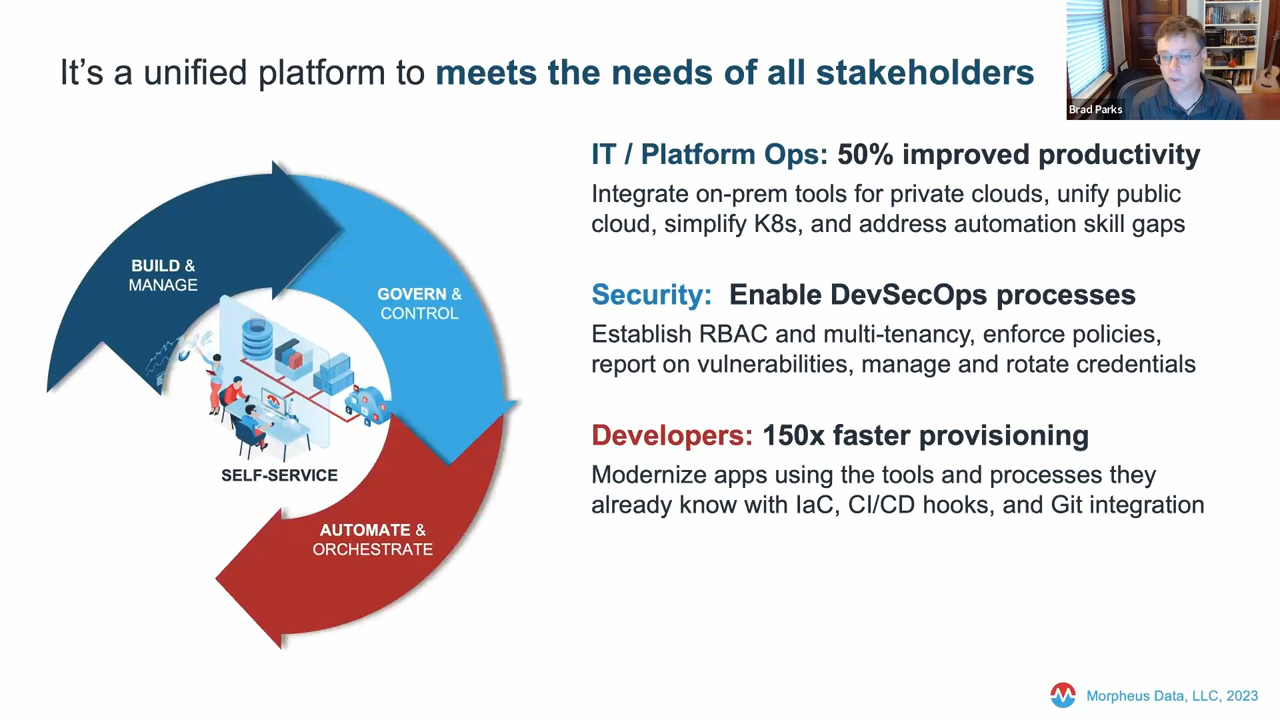 It's a unified platform to meets the needs of all stakeholders
Brad Parks
BUILD &
MANAGE
GOVERN &
CONTROL
SELF-SERVICE
AUTOMATE &
ORCHESTRATE
IT / Platform Ops: 50% improved productivity
Integrate on-prem tools for private clouds, unify public
cloud, simplify K8s, and address automation skill gaps
Security: Enable DevSecOps processes
Establish RBAC and multi-tenancy, enforce policies,
report on vulnerabilities, manage and rotate credentials
Developers: 150x faster provisioning
Modernize apps using the tools and processes they
already know with IaC, CI/CD hooks, and Git integration
Morpheus Data, LLC, 2023